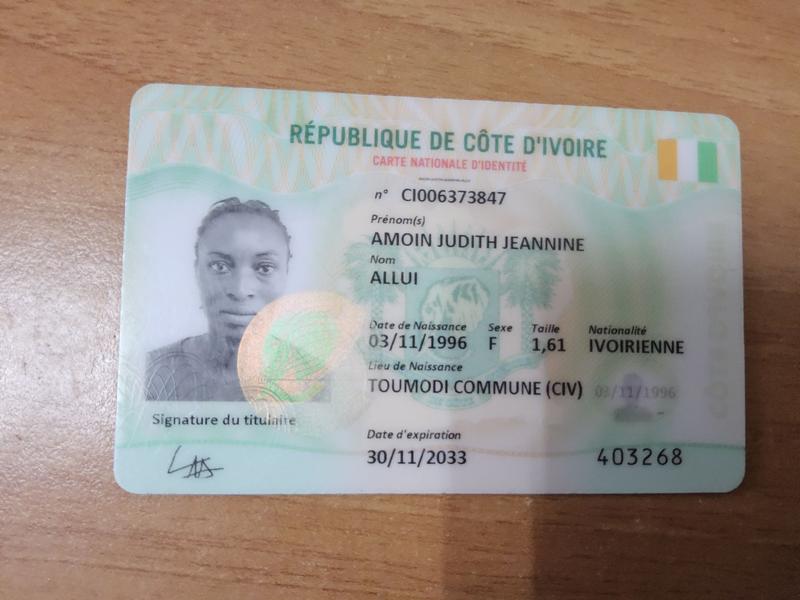 RÉPUBLIQUE DE CÔTE D'IVOIRE
CARTE NATIONALE D'IDENTITÉ
n° CI006373847
Prénom(s)
AMOIN JUDITH JEANNINE
Nom
ALLUI
Date de Naissance Sexe Taille Nationalité
03/11/1996 F 1,61 IVOIRIENNE
Lieu de Naissance
TOUMODI COMMUNE (CIV) 03/11/1996
Signature du titulaire
Date d'expiration
30/11/2033 403268